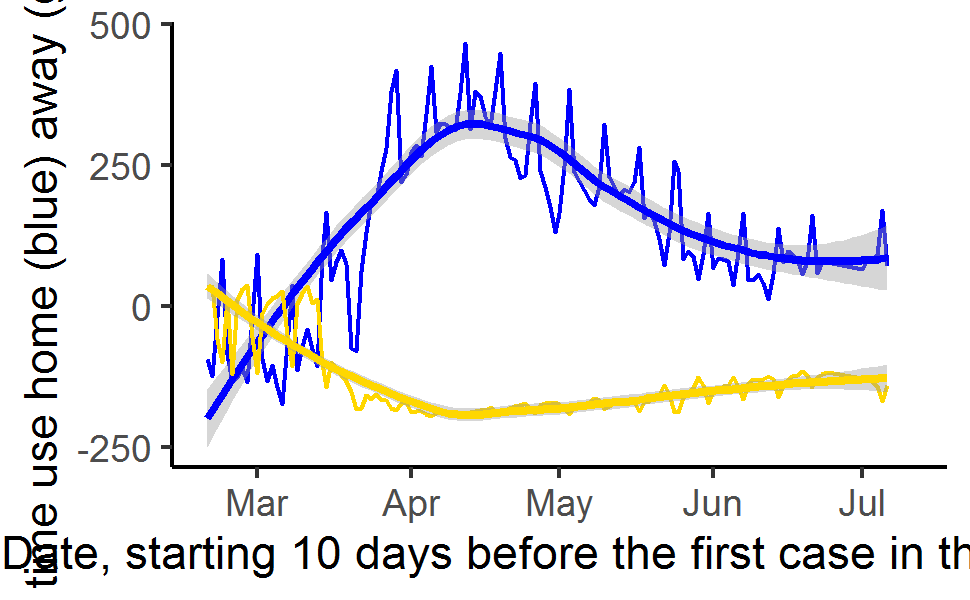 time use home (blue) away (
500
250
0
-250
Mar Apr May Jun Jul
Date, starting 10 days before the first case in th